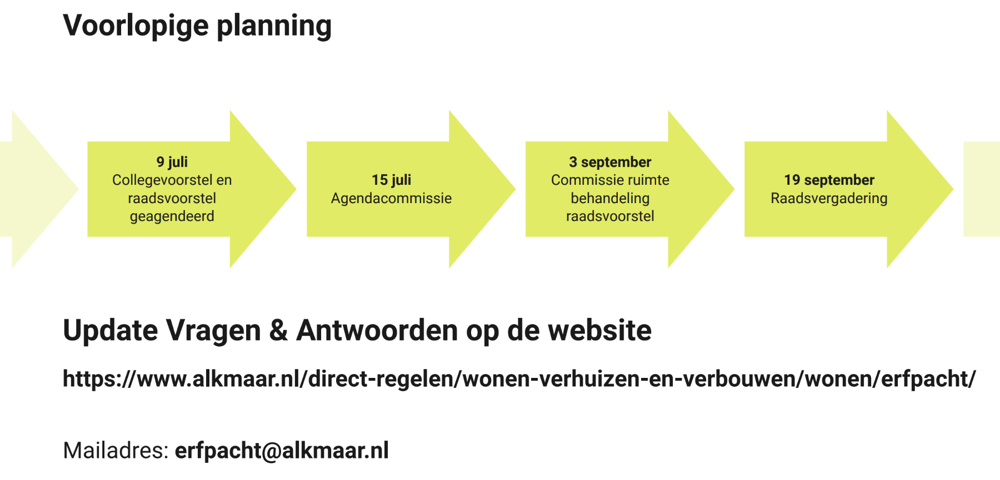 Voorlopige planning
9 juli
Collegevoorstel en
raadsvoorstel
geagendeerd
15 juli
Agendacommissie
3 september
Commissie ruimte
behandeling
raadsvoorstel
19 september
Raadsvergadering
Update Vragen & Antwoorden op de website
https://www.alkmaar.nl/direct-regelen/wonen-verhuizen-en-verbouwen/wonen/erfpacht/
Mailadres: erfpacht@alkmaar.nl